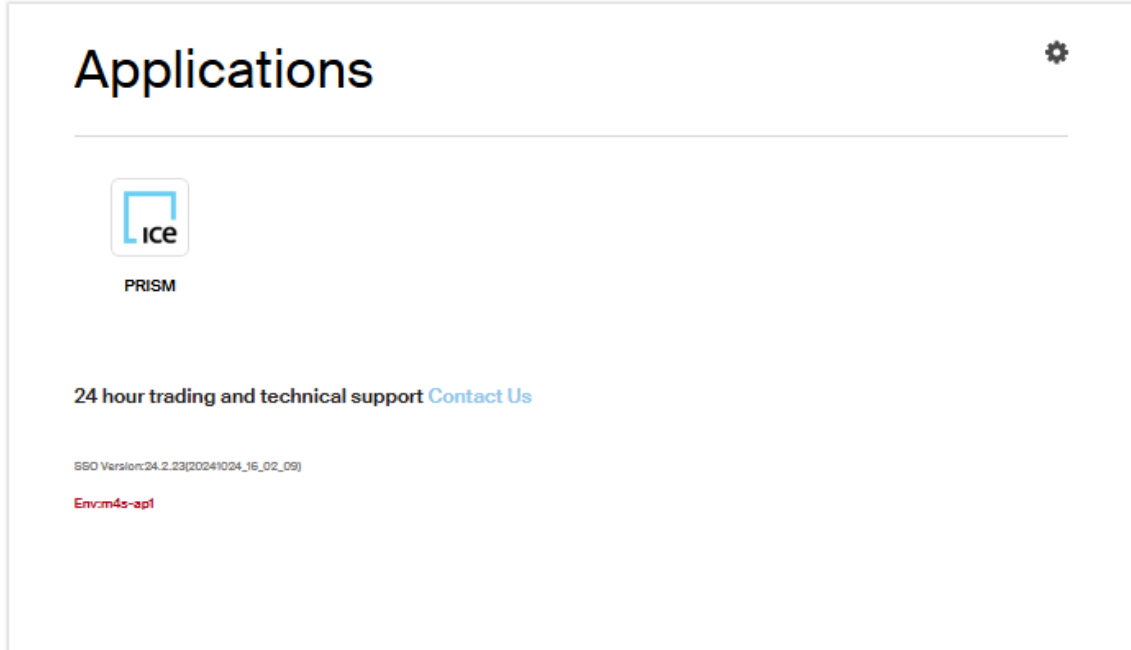 Applications
ice
PRISM
24 hour trading and technical support Contact Us
SSO Version:24.2.23(20241024_16_02_09)
Env:m4s-ap1